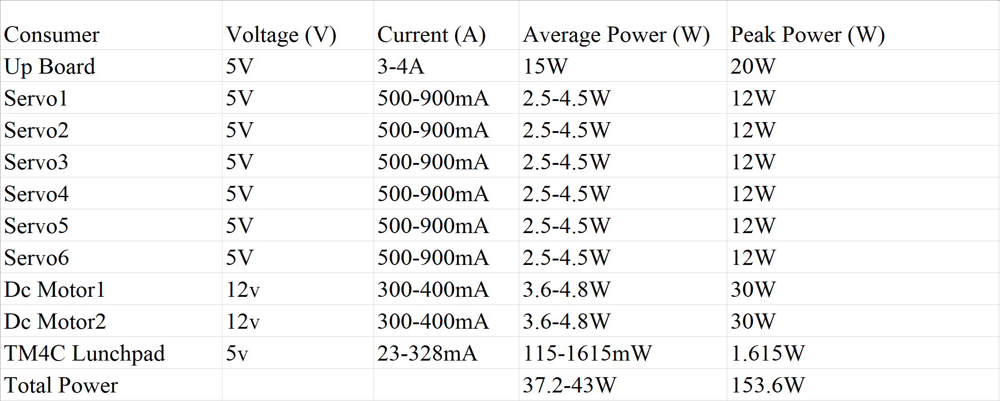 Consumer Voltage (V) Current (A) Average Power (W) Peak Power (W)
Up Board 5V 3-4A 15W 20W
Servo1 5V 500-900mA 2.5-4.5W 12W
Servo2 5V 500-900mA 2.5-4.5W 12W
Servo3 5V 500-900mA 2.5-4.5W 12W
Servo4 5V 500-900mA 2.5-4.5W 12W
Servo5 5V 500-900mA 2.5-4.5W 12W
Servo6 5V 500-900mA 2.5-4.5W 12W
Dc Motor1 12v 300-400mA 3.6-4.8W 30W
Dc Motor2 12v 300-400mA 3.6-4.8W 30W
TM4C Lunchpad 5v 23-328mA 115-1615mW 1.615W
Total Power 37.2-43W 153.6W